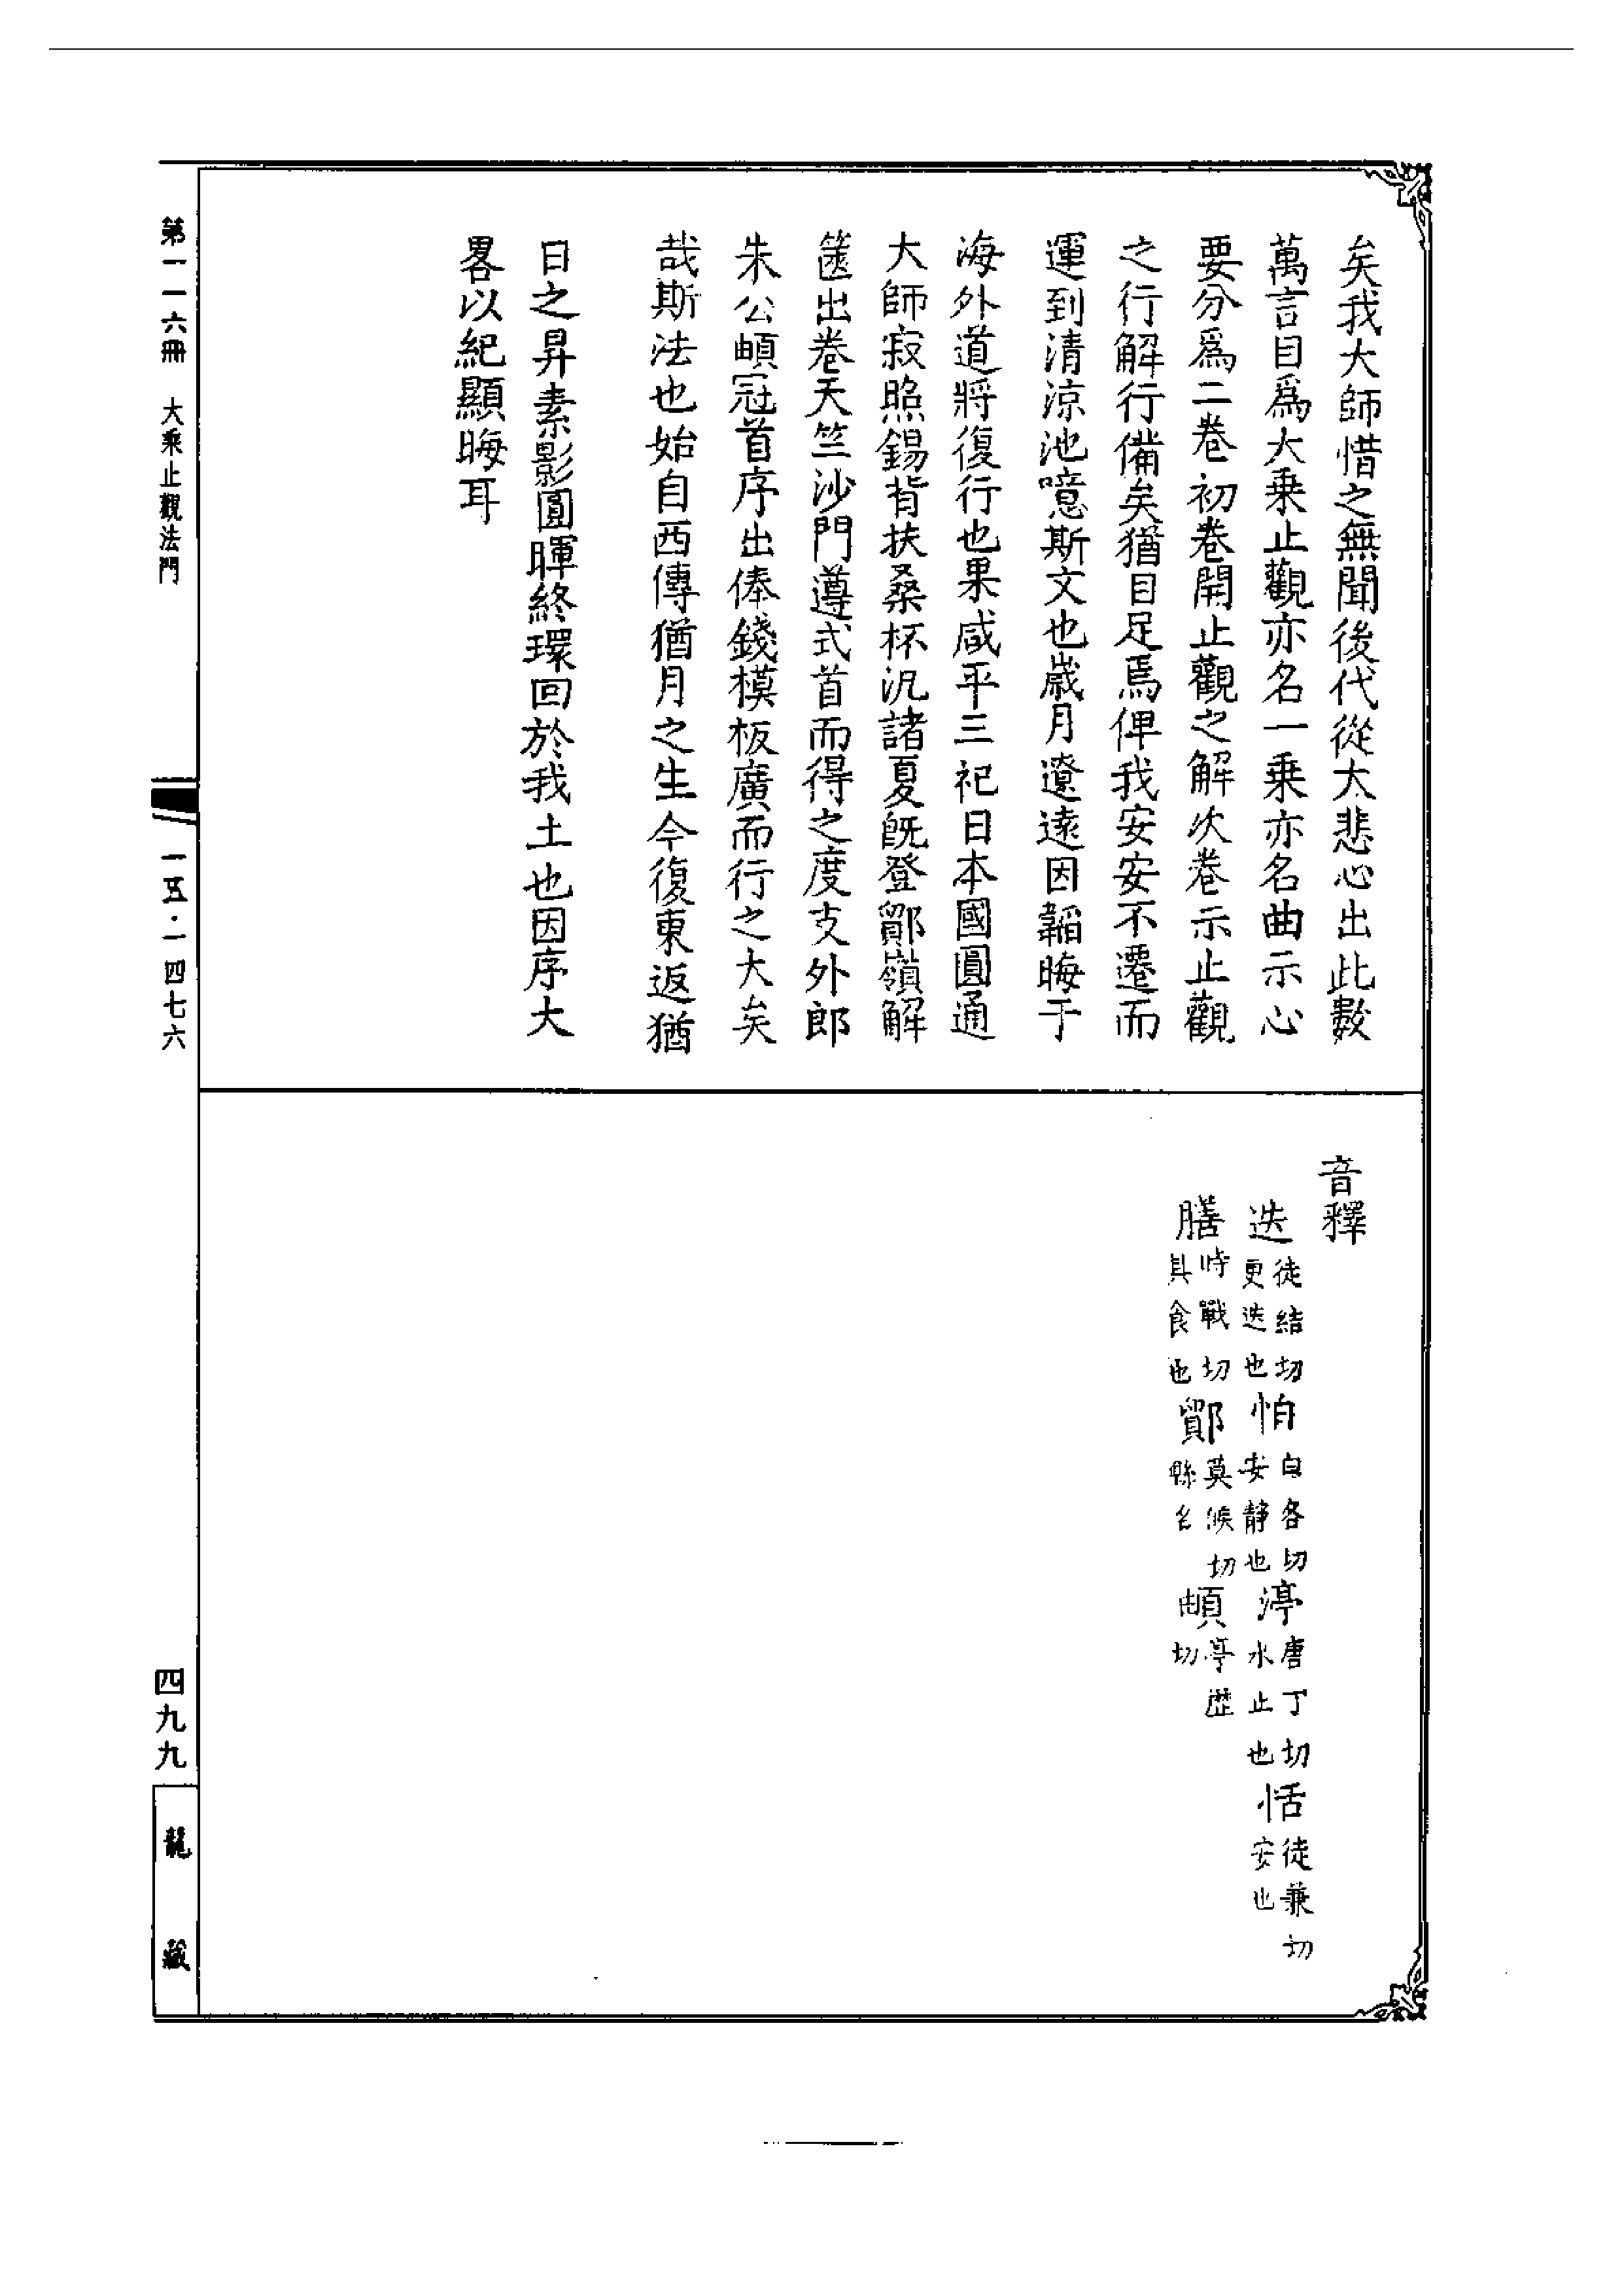 矣我大師惜之無聞後代從大悲心出此數
萬言目爲大乘止觀亦名一乘亦名曲示心
要分爲二卷初卷開止觀之解次卷示止觀
之行解行備矣猶目足焉俾我安安不遷而
運到清涼池噫斯文也歲月遼遠因韜晦于
海外道將復行也果咸平三祀日本國圓通
大師寂照錫背扶桑杯汎諸夏旣登鄮嶺解
篋出卷天竺沙門遵式首而得之度支外郎
朱公頔冠首序出俸錢模板廣而行之大矣
哉斯法也始自西傳猶月之生今復東返猶
日之昇素影圓暉終環回於我土也因序大
畧以紀顯晦耳
音釋
迭徒結切更迭也怕白各切安靜也渟唐丁切水止也恬徒兼切安也
膳時戰切具食也鄮莫候切縣名頔亭歷切
第一一六冊 大乘止觀法門
一五·一四七六
四九九
龍藏